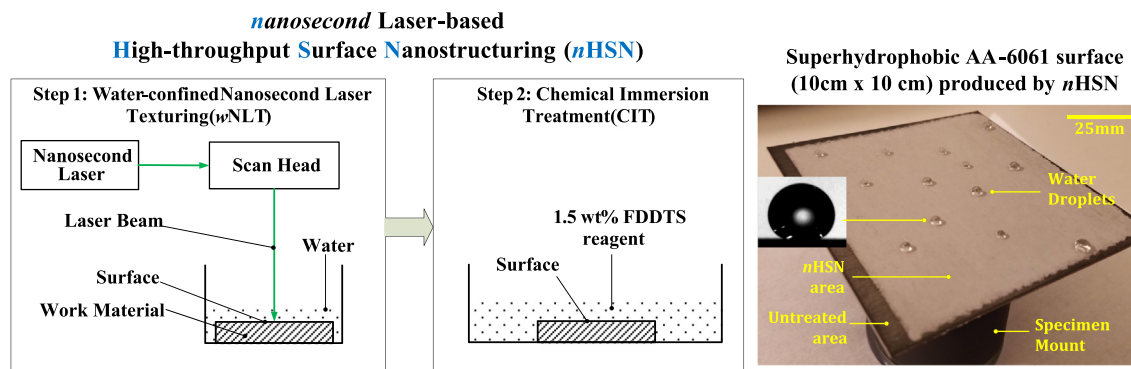 nanosecond Laser-based
High-throughput Surface Nanostructuring (nHSN)
Step 1: Water-confined Nanosecond Laser
Texturing(wNLT)
Nanosecond
Laser
Scan Head
Laser Beam
Water
Surface
Work Material
Step 2: Chemical Immersion
Treatment(CIT)
1.5 wt% FDDTS
reagent
Surface
Superhydrophobic AA-6061 surface
(10cm x 10 cm) produced by nHSN
25mm
Water
Droplets
nHSN
area
Untreated
area
Specimen
Mount